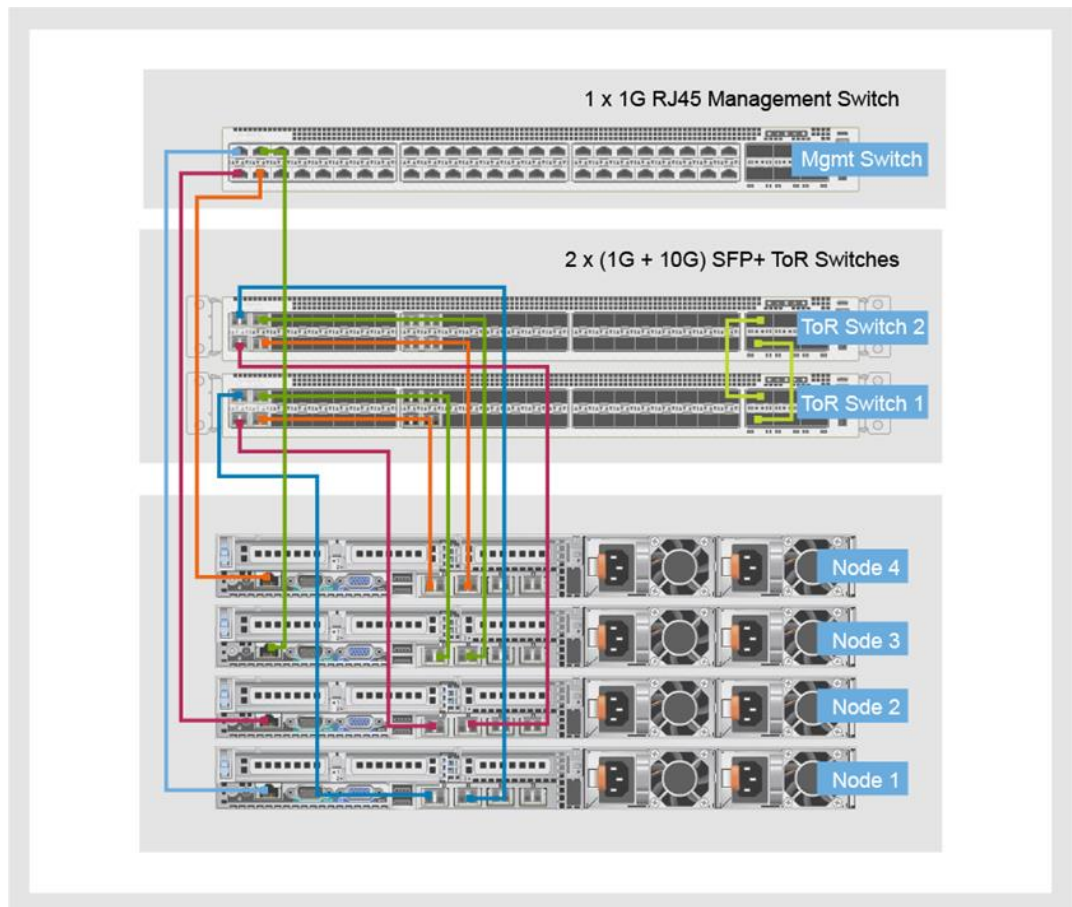 1 x 1G RJ45 Management Switch
Mgmt Switch
2 x (1G + 10G) SFP+ ToR Switches
ToR Switch 2
ToR Switch 1
Node 4
Node 3
Node 2
Node 1